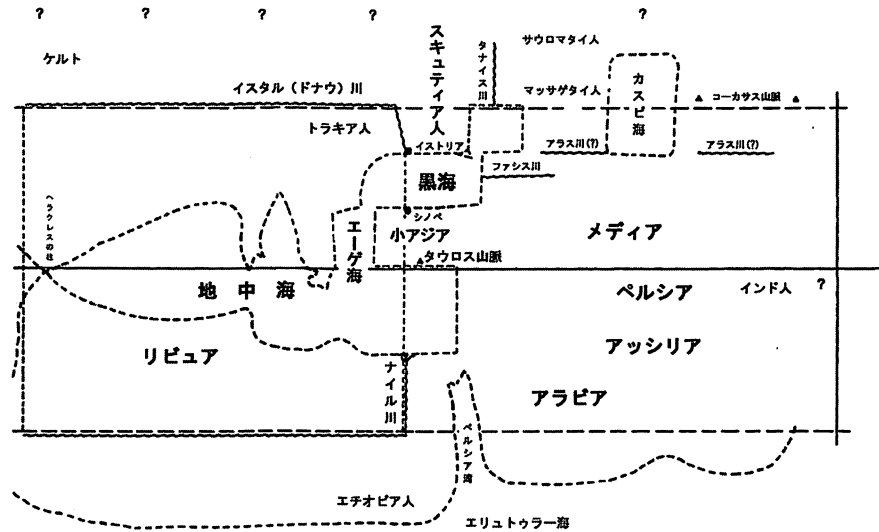 ? ? ? ? ?
ケルト
スキュティア人
タナイス川
サウロマタイ人
イスタル（ドナウ）川
マッサゲタイ人
カスピ海
▲ コーカサス山脈 ▲
トラキア人
イストリア
アラス川(?)
アラス川(?)
ファシス川
黒海
ヘラクレスの柱
シノペ
エーゲ海
小アジア
メディア
▲タウロス山脈
地中海
ペルシア
インド人 ?
リビュア
アッシリア
ナイル川
アラビア
ペルシア湾
エチオピア人
エリュトゥラー海